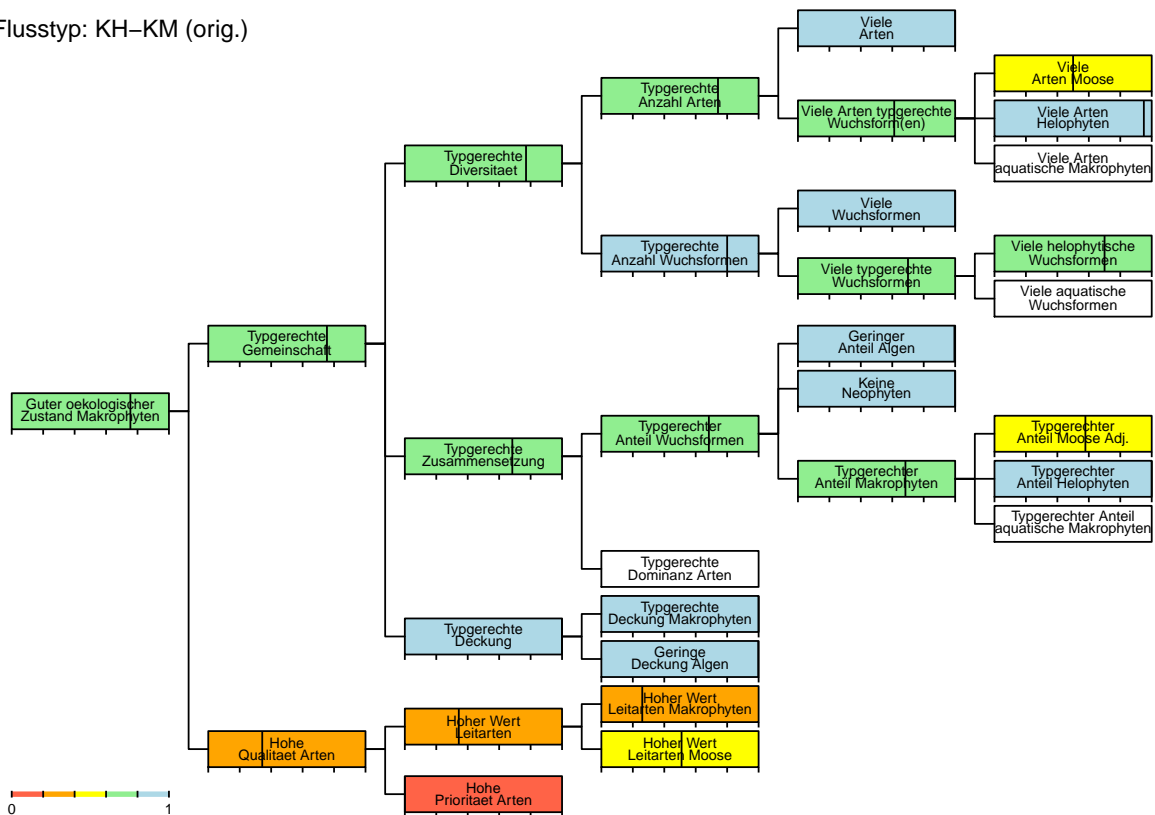 Flusstyp: KH−KM (orig.)
Viele
Arten
Typgerechte
Anzahl Arten
Viele
Arten Moose
Viele Arten typgerechte
Wuchsform(en)
Viele Arten
Helophyten
Viele Arten
aquatische Makrophyten
Typgerechte
Diversitaet
Viele
Wuchsformen
Typgerechte
Anzahl Wuchsformen
Viele helophytische
Wuchsformen
Viele typgerechte
Wuchsformen
Viele aquatische
Wuchsformen
Typgerechte
Gemeinschaft
Geringer
Anteil Algen
Keine
Neophyten
Guter oekologischer
Zustand Makrophyten
Typgerechter
Anteil Wuchsformen
Typgerechter
Anteil Moose Adj.
Typgerechte
Zusammensetzung
Typgerechter
Anteil Makrophyten
Typgerechter
Anteil Helophyten
Typgerechter Anteil
aquatische Makrophyten
Typgerechte
Dominanz Arten
Typgerechte
Deckung Makrophyten
Typgerechte
Deckung
Geringe
Deckung Algen
Hoher Wert
Leitarten Makrophyten
Hoher Wert
Leitarten
Hohe
Qualitaet Arten
Hoher Wert
Leitarten Moose
Hohe
Prioritaet Arten
0
1